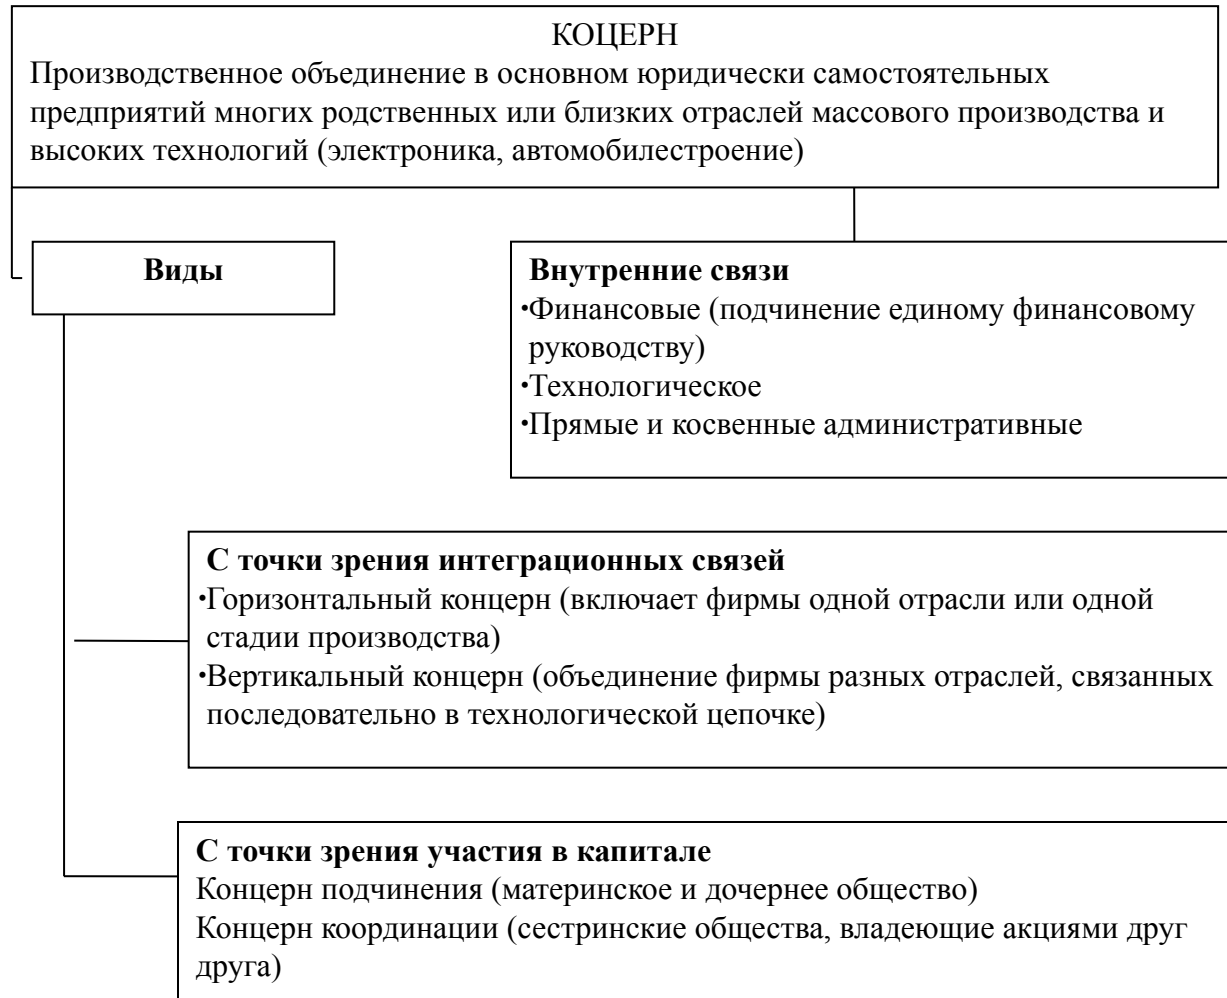 КОЦЕРН
Производственное объединение в основном юридически самостоятельных
предприятий многих родственных или близких отраслей массового производства и
высоких технологий (электроника, автомобилестроение)
Виды
Внутренние связи
·Финансовые (подчинение единому финансовому
руководству)
·Технологическое
·Прямые и косвенные административные
С точки зрения интеграционных связей
·Горизонтальный концерн (включает фирмы одной отрасли или одной
стадии производства)
·Вертикальный концерн (объединение фирмы разных отраслей, связанных
последовательно в технологической цепочке)
С точки зрения участия в капитале
Концерн подчинения (материнское и дочернее общество)
Концерн координации (сестринские общества, владеющие акциями друг
друга)